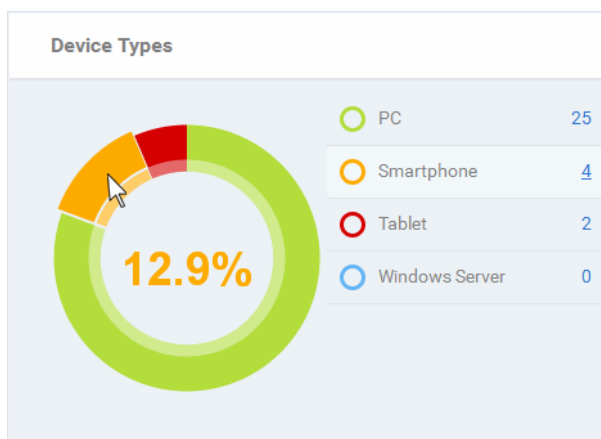 Device Types
PC 25
Smartphone 4
Tablet 2
Windows Server 0
12.9%